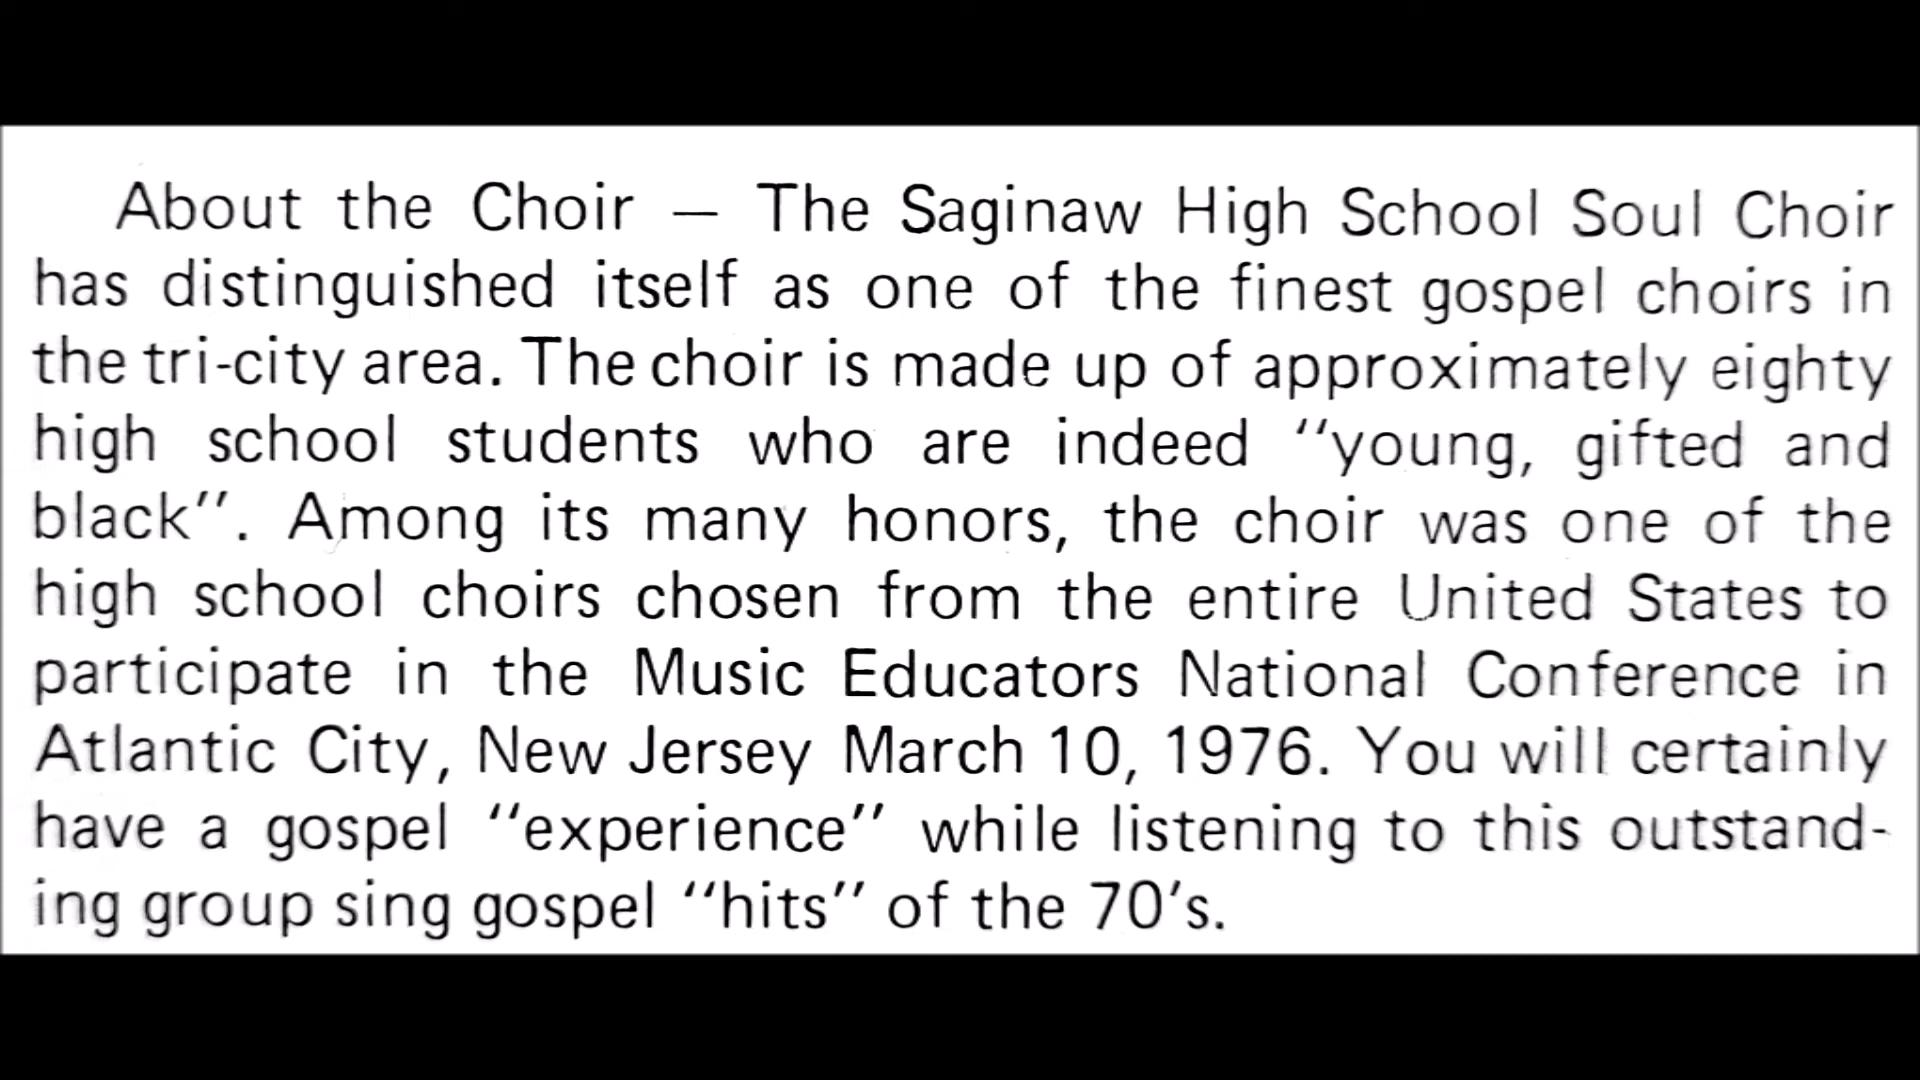 About the Choir — The Saginaw High School Soul Choir
has distinguished itself as one of the finest gospel choirs in
the tri-city area. The choir is made up of approximately eighty
high school students who are indeed "young, gifted and
black". Among its many honors, the choir was one of the
high school choirs chosen from the entire United States to
participate in the Music Educators National Conference in
Atlantic City, New Jersey March 10, 1976. You will certainly
have a gospel "experience" while listening to this outstand-
ing group sing gospel "hits" of the 70's.